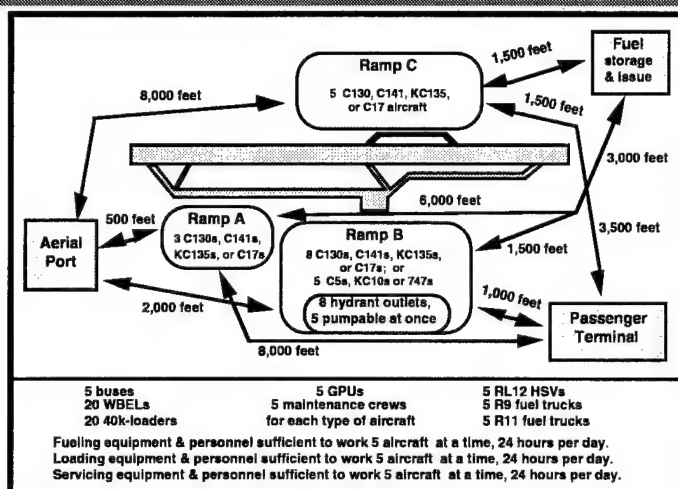 Ramp C
5 C130, C141, KC135,
or C17 aircraft
Fuel
storage
& issue
1,500 feet
8,000 feet
1,500 feet
3,000 feet
6,000 feet
500 feet
3,500 feet
Aerial
Port
Ramp A
3 C130s, C141s,
KC135s, or C17s
Ramp B
8 C130s, C141s, KC135s,
or C17s; or
5 C5s, KC10s or 747s
8 hydrant outlets,
5 pumpable at once
1,500 feet
2,000 feet
1,000 feet
Passenger
Terminal
8,000 feet
5 buses
20 WBELs
20 40k-loaders
5 GPUs
5 maintenance crews
for each type of aircraft
5 RL12 HSVs
5 R9 fuel trucks
5 R11 fuel trucks
Fueling equipment & personnel sufficient to work 5 aircraft at a time, 24 hours per day.
Loading equipment & personnel sufficient to work 5 aircraft at a time, 24 hours per day.
Servicing equipment & personnel sufficient to work 5 aircraft at a time, 24 hours per day.